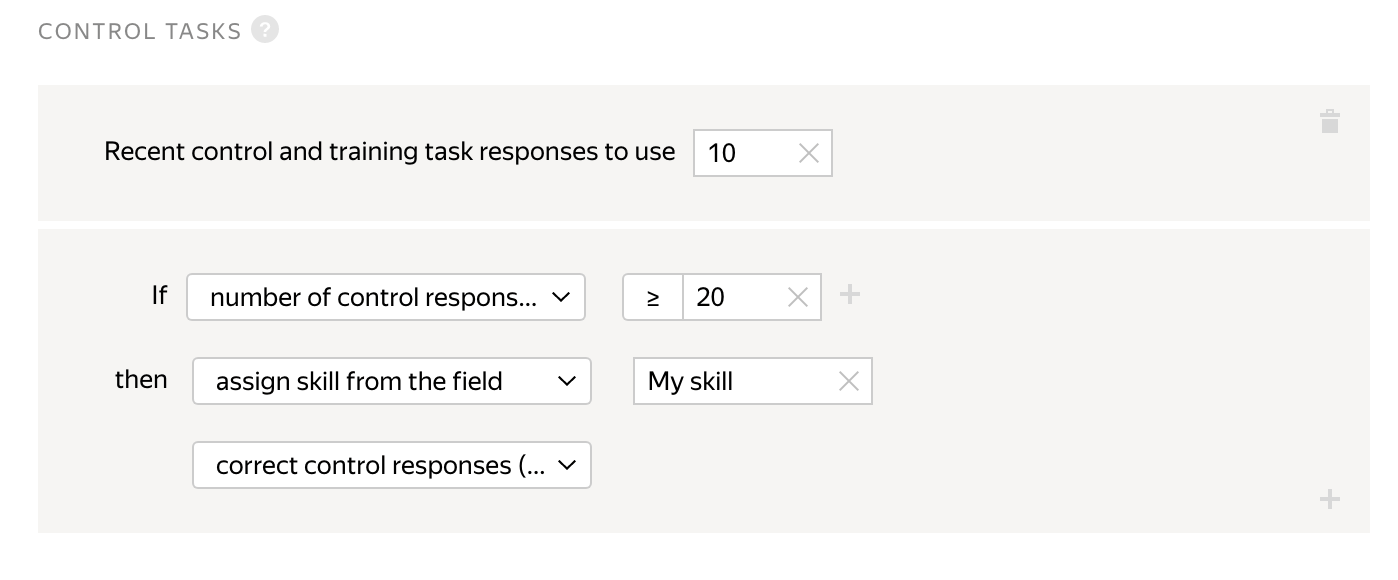 CONTROL TASKS ?
Recent control and training task responses to use 10
If number of control respons... ≥ 20
then assign skill from the field My skill
correct control responses (...